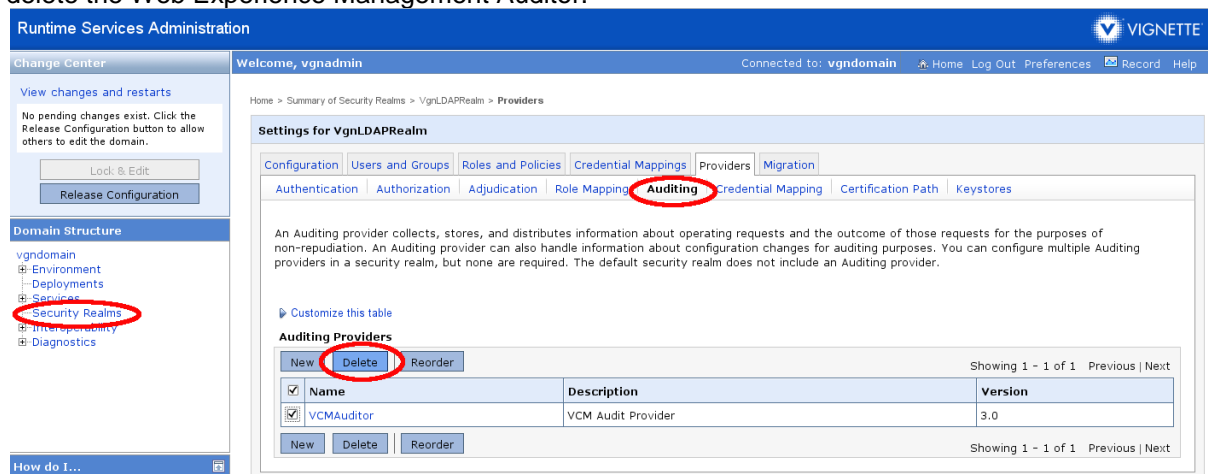 delete the Web Experience Management Auditor.
Runtime Services Administration
VIGNETTE
Change Center
Welcome, vgnadmin
Connected to: vgndomain
Home Log Out Preferences Record Help
View changes and restarts
No pending changes exist. Click the
Release Configuration button to allow
others to edit the domain.
Lock & Edit
Release Configuration
Domain Structure
vgndomain
Environment
Deployments
Services
Security Realms
Interoperability
Diagnostics
How do I...
Home > Summary of Security Realms > VgnLDAPRealm > Providers
Settings for VgnLDAPRealm
Configuration Users and Groups Roles and Policies Credential Mappings Providers Migration
Authentication Authorization Adjudication Role Mapping Auditing Credential Mapping Certification Path Keystores
An Auditing provider collects, stores, and distributes information about operating requests and the outcome of those requests for the purposes of
non-repudiation. An Auditing provider can also handle information about configuration changes for auditing purposes. You can configure multiple Auditing
providers in a security realm, but none are required. The default security realm does not include an Auditing provider.
Customize this table
Auditing Providers
New Delete Reorder
Showing 1 - 1 of 1 Previous | Next
Name Description Version
VCMAuditor VCM Audit Provider 3.0
New Delete Reorder
Showing 1 - 1 of 1 Previous | Next